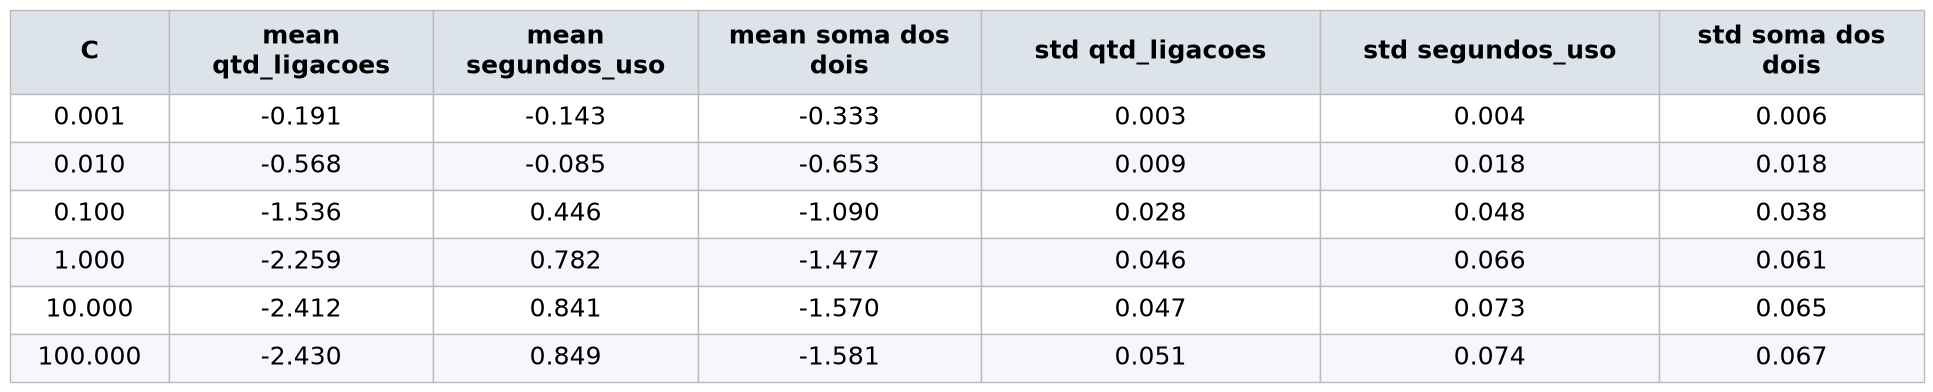 C mean qtd_ligacoes mean segundos_uso mean soma dos dois std qtd_ligacoes std segundos_uso std soma dos dois
0.001 -0.191 -0.143 -0.333 0.003 0.004 0.006
0.010 -0.568 -0.085 -0.653 0.009 0.018 0.018
0.100 -1.536 0.446 -1.090 0.028 0.048 0.038
1.000 -2.259 0.782 -1.477 0.046 0.066 0.061
10.000 -2.412 0.841 -1.570 0.047 0.073 0.065
100.000 -2.430 0.849 -1.581 0.051 0.074 0.067